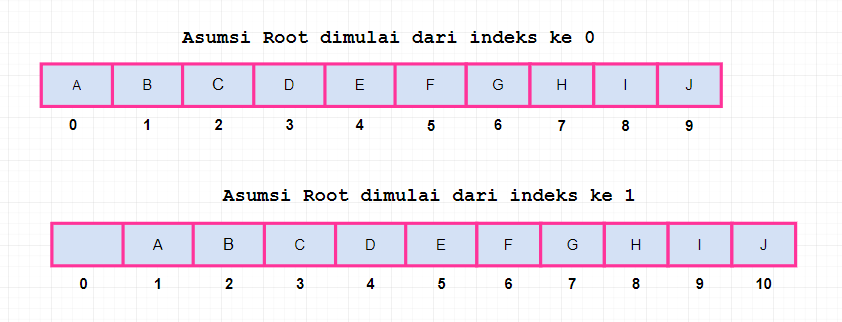 Asumsi Root dimulai dari indeks ke 0
A B C D E F G H I J
0 1 2 3 4 5 6 7 8 9
Asumsi Root dimulai dari indeks ke 1
A B C D E F G H I J
0 1 2 3 4 5 6 7 8 9 10